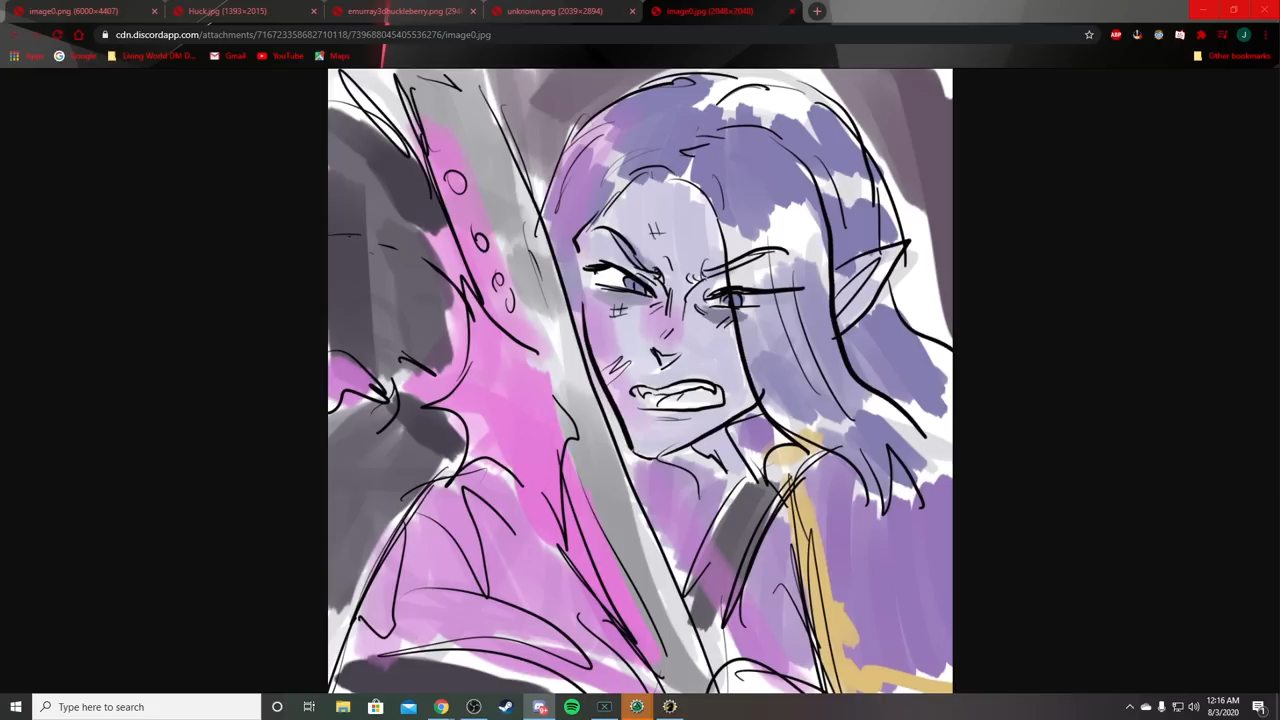 image0.png (6000×4407)
Huck.jpg (1393×2015)
emurray3dhuckleberry.png (294
unknown.png (2039×2894)
image0.jpg (2048×2048)
cdn.discordapp.com/attachments/716723358682710118/739688045405536276/image0.jpg
Apps Google Living World DM D... Gmail YouTube Maps Other bookmarks
Type here to search
12:16 AM
8/3/2020